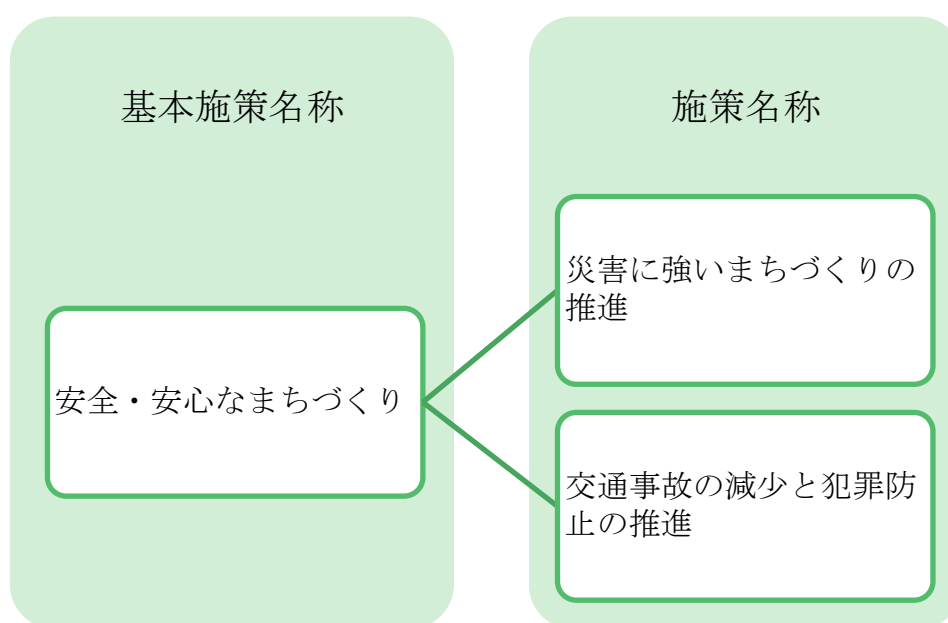 基本施策名称
施策名称
安全・安心なまちづくり
災害に強いまちづくりの
推進
交通事故の減少と犯罪防
止の推進